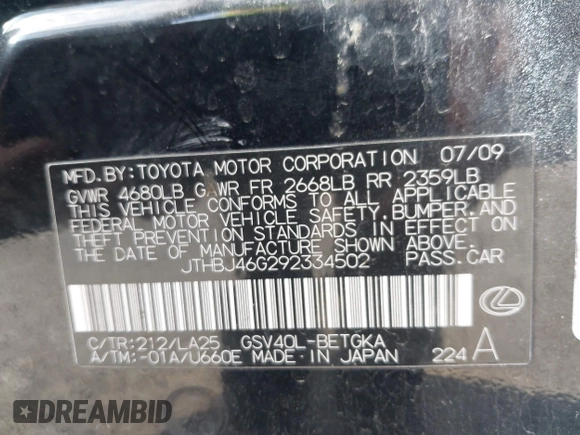 MFD. BY: TOYOTA MOTOR CORPORATION 07/09
GVWR 4680LB GAWR FR 2668LB RR 2359LB
THIS VEHICLE CONFORMS TO ALL APPLICABLE
FEDERAL MOTOR VEHICLE SAFETY, BUMPER, AND
THEFT PREVENTION STANDARDS IN EFFECT ON
THE DATE OF MANUFACTURE SHOWN ABOVE.
JTHBJ46G292334502 PASS. CAR
C/TR: 212/LA25 GSV40L-BETGKA
A/TM: -01A/U660E MADE IN JAPAN 224 A
DREAMBID